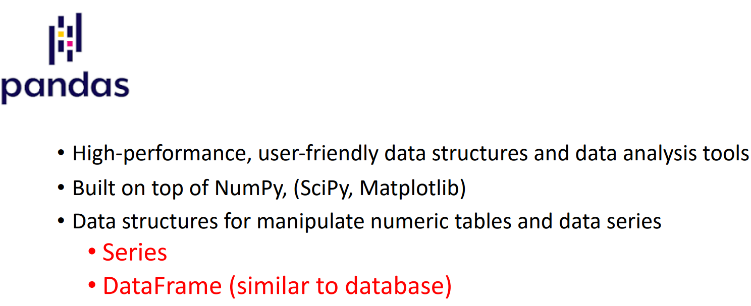 pandas
• High-performance, user-friendly data structures and data analysis tools
• Built on top of NumPy, (SciPy, Matplotlib)
• Data structures for manipulate numeric tables and data series
• Series
• DataFrame (similar to database)